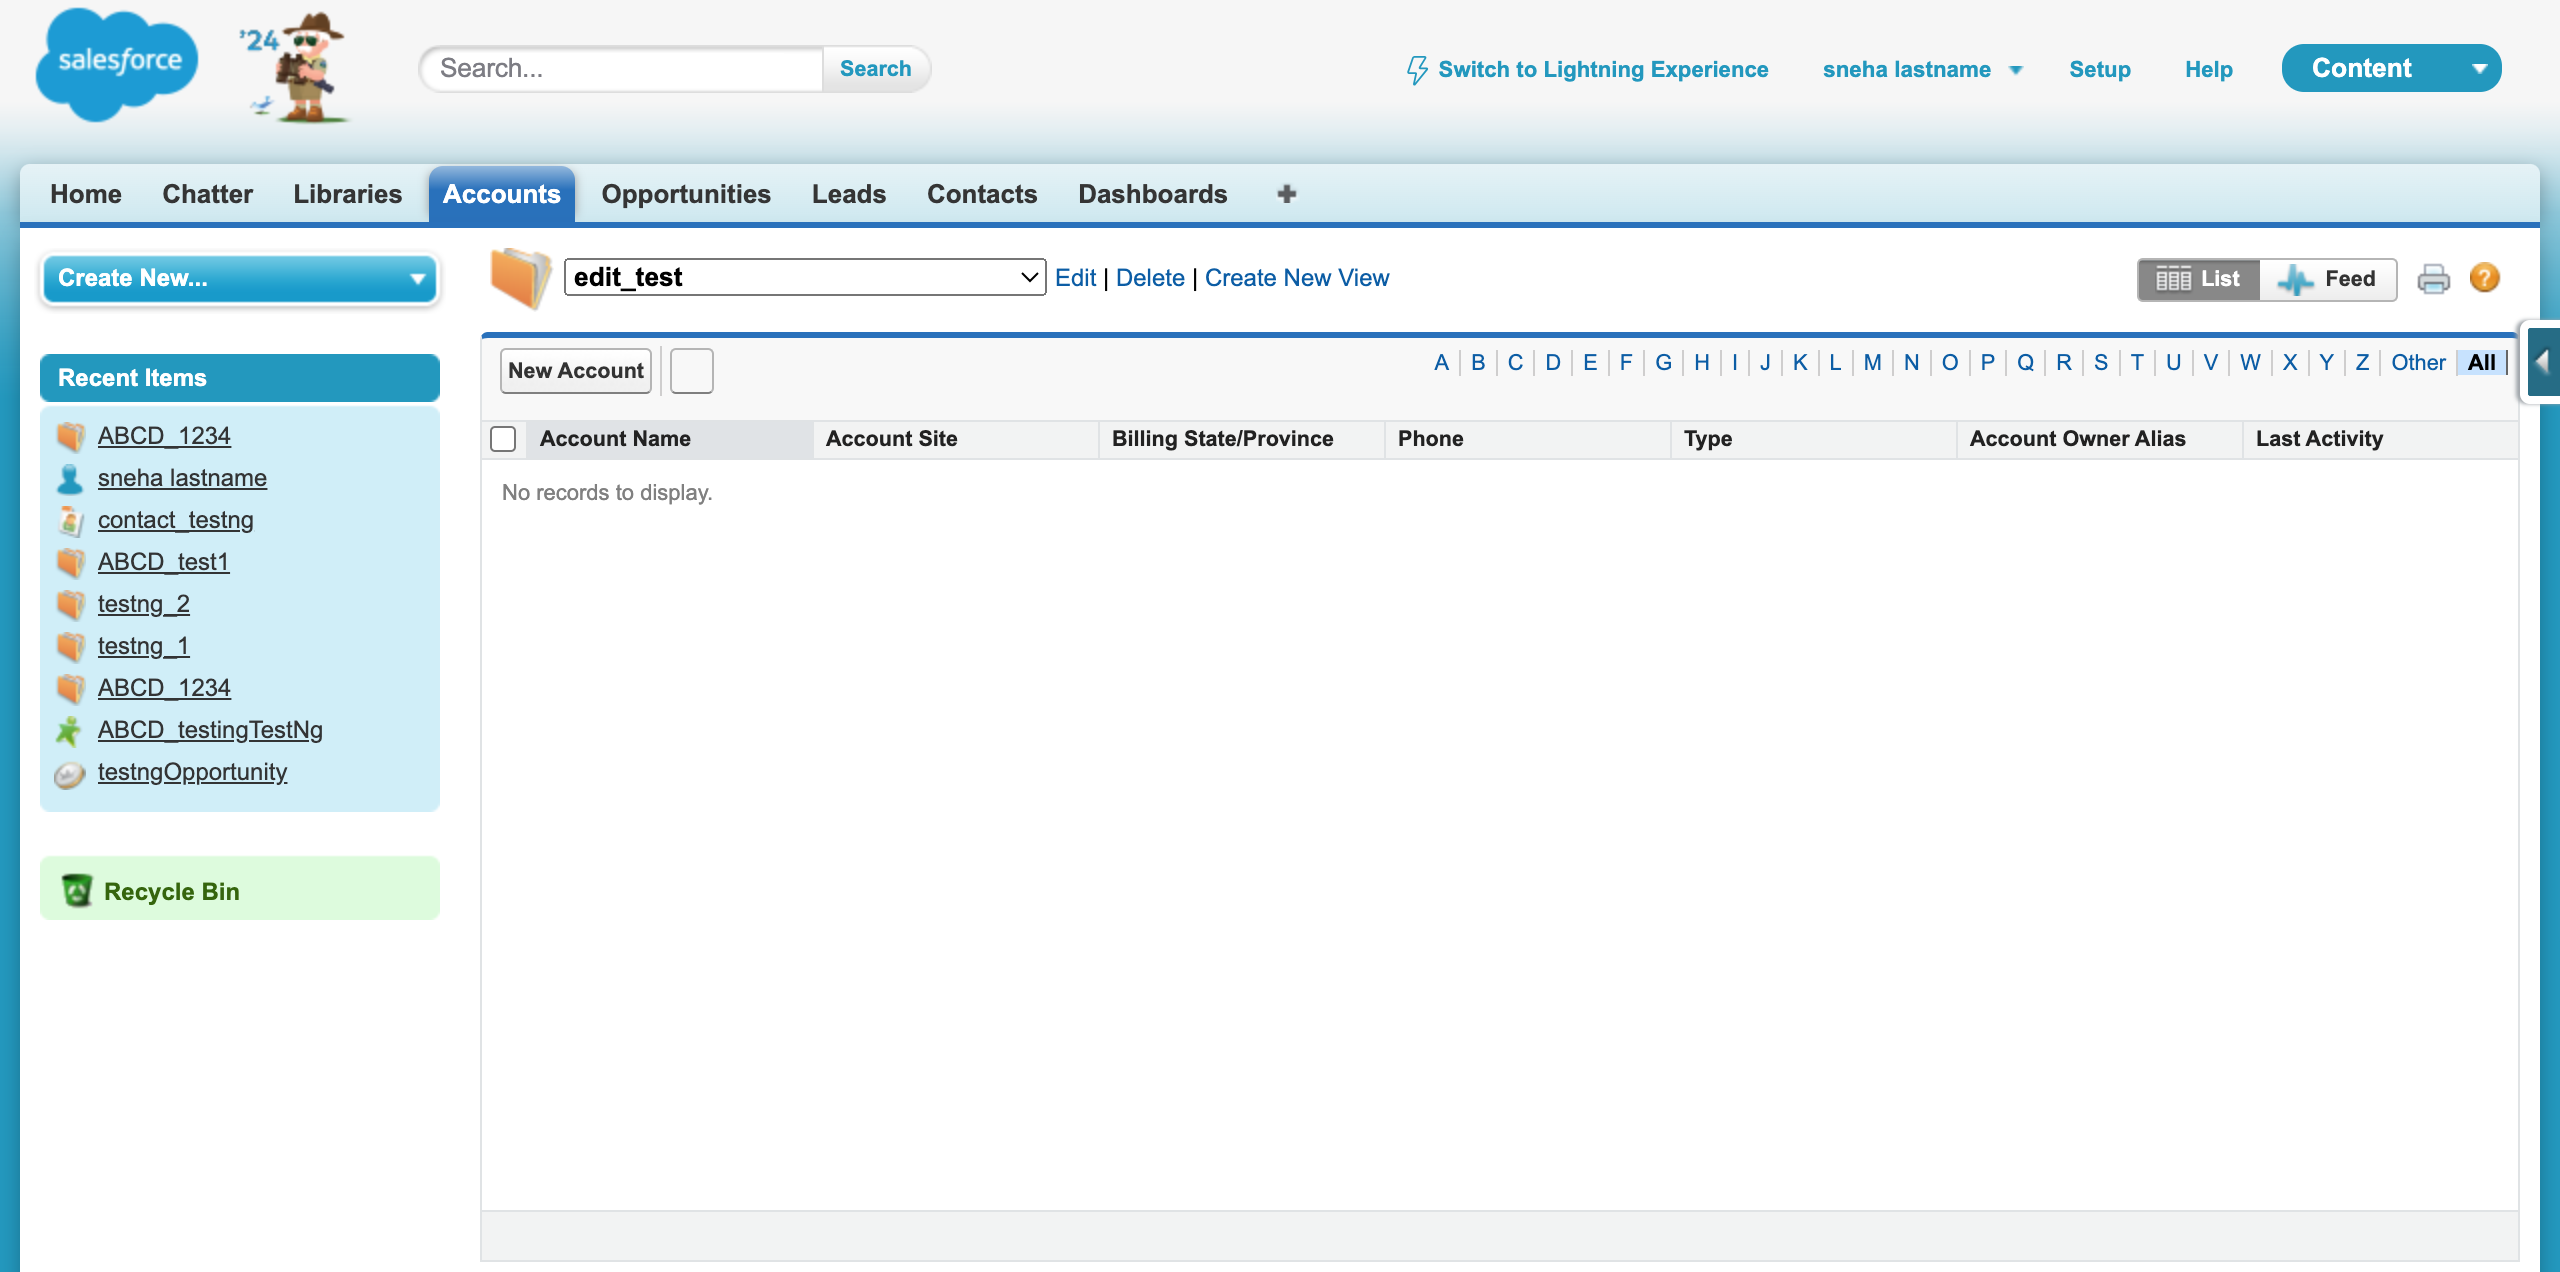 salesforce
'24
Search...
Search
Switch to Lightning Experience
sneha lastname
Setup
Help
Content
Home
Chatter
Libraries
Accounts
Opportunities
Leads
Contacts
Dashboards
Create New...
edit_test
Edit | Delete | Create New View
List
Feed
?
Recent Items
ABCD_1234
sneha lastname
contact_testng
ABCD_test1
testng_2
testng_1
ABCD_1234
ABCD_testingTestNg
testngOpportunity
Recycle Bin
New Account
A | B | C | D | E | F | G | H | I | J | K | L | M | N | O | P | Q | R | S | T | U | V | W | X | Y | Z | Other | All |
Account Name
Account Site
Billing State/Province
Phone
Type
Account Owner Alias
Last Activity
No records to display.